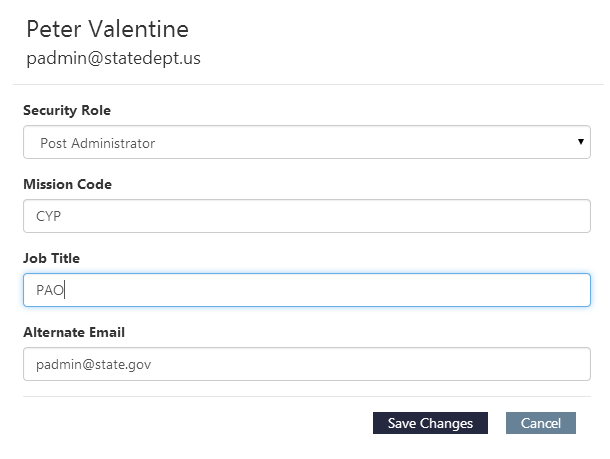 Peter Valentine
padmin@statedept.us
Security Role
Post Administrator
Mission Code
CYP
Job Title
PAO
Alternate Email
padmin@state.gov
Save Changes
Cancel